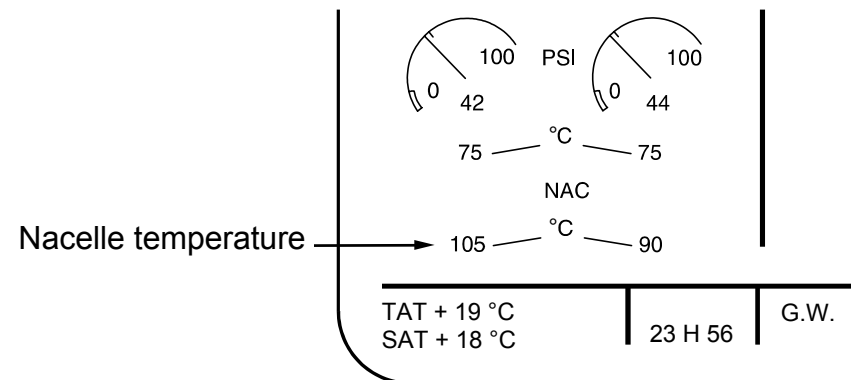 100 PSI 100
0 0
42 44
°C
75 75
NAC
°C
Nacelle temperature 105 90
TAT + 19 °C
SAT + 18 °C
23 H 56
G.W.